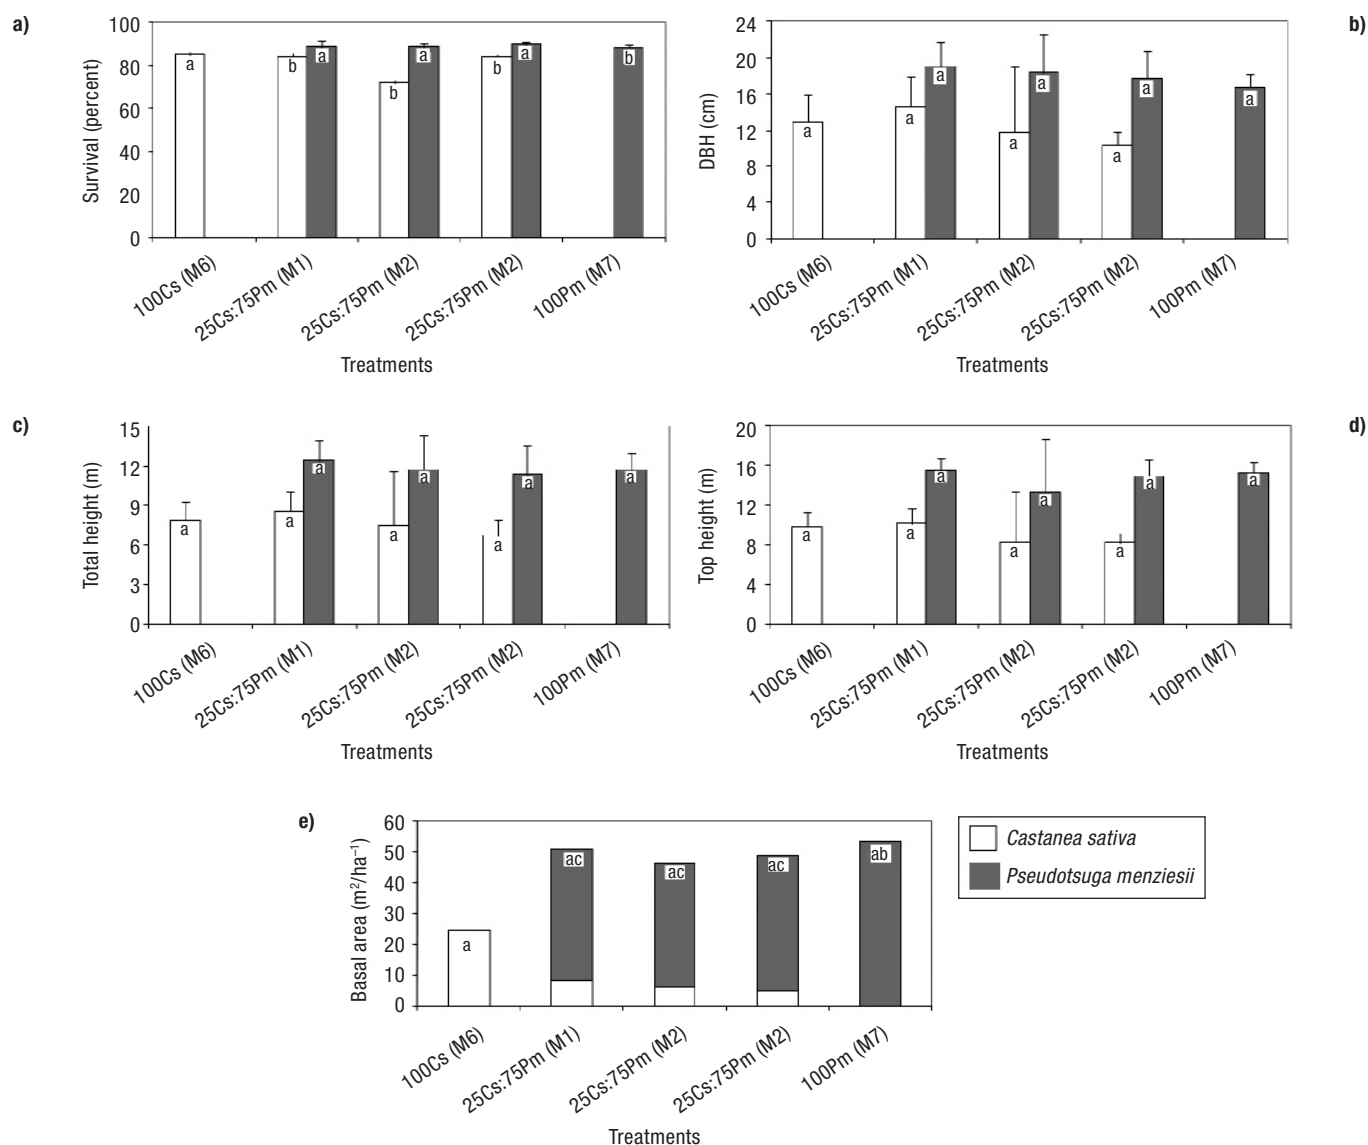 a)
Survival (percent)
100
80
60
40
20
0
a
b
a
b
a
b
a
b
100Cs (M6)
25Cs:75Pm (M1)
25Cs:75Pm (M2)
25Cs:75Pm (M2)
100Pm (M7)
Treatments
b)
DBH (cm)
24
20
16
12
8
4
0
a
a
a
a
a
a
a
a
100Cs (M6)
25Cs:75Pm (M1)
25Cs:75Pm (M2)
25Cs:75Pm (M2)
100Pm (M7)
Treatments
c)
Total height (m)
15
12
9
6
3
0
a
a
a
a
a
a
a
a
100Cs (M6)
25Cs:75Pm (M1)
25Cs:75Pm (M2)
25Cs:75Pm (M2)
100Pm (M7)
Treatments
d)
Top height (m)
20
16
12
8
4
0
a
a
a
a
a
a
a
a
100Cs (M6)
25Cs:75Pm (M1)
25Cs:75Pm (M2)
25Cs:75Pm (M2)
100Pm (M7)
Treatments
e)
Basal area (m²/ha⁻¹)
60
50
40
30
20
10
0
a
ac
ac
ac
ab
100Cs (M6)
25Cs:75Pm (M1)
25Cs:75Pm (M2)
25Cs:75Pm (M2)
100Pm (M7)
Treatments
Castanea sativa
Pseudotsuga menziesii